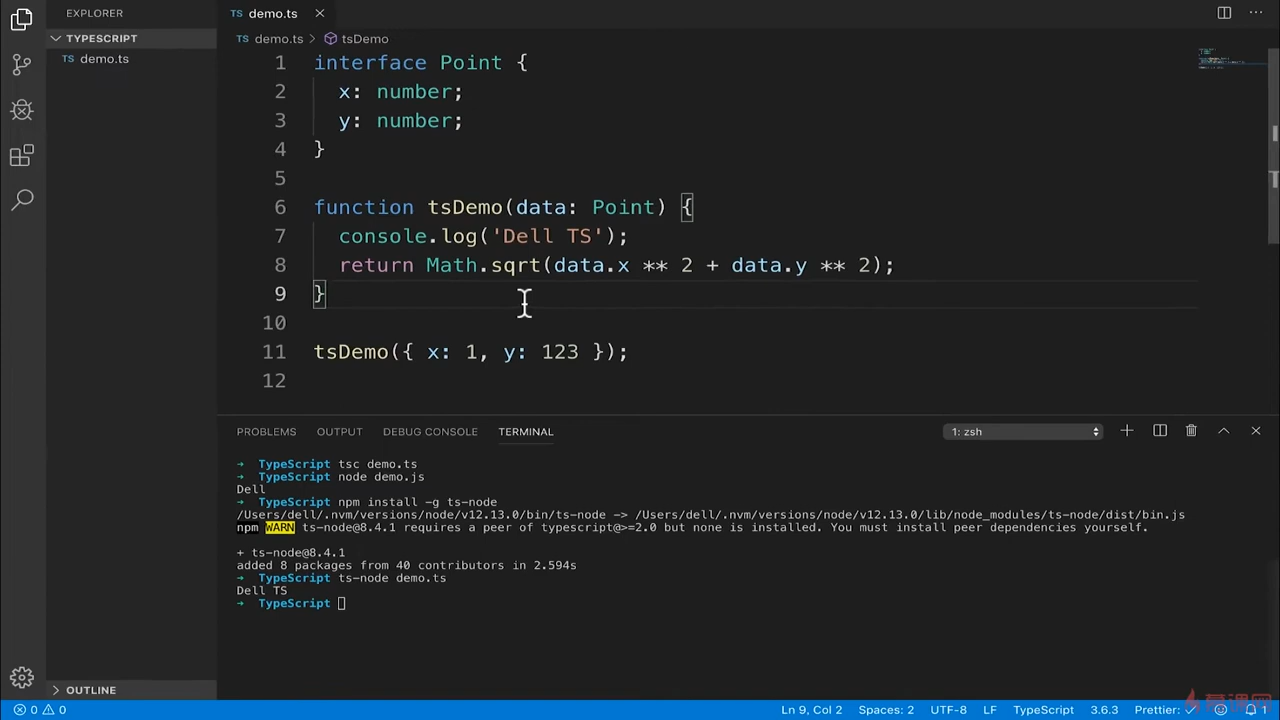 EXPLORER
TS demo.ts
TYPESCRIPT
TS demo.ts
TS demo.ts > tsDemo
1 interface Point {
2 x: number;
3 y: number;
4 }
5
6 function tsDemo(data: Point) {
7 console.log('Dell TS');
8 return Math.sqrt(data.x ** 2 + data.y ** 2);
9 }
10
11 tsDemo({ x: 1, y: 123 });
12
PROBLEMS OUTPUT DEBUG CONSOLE TERMINAL 1: zsh
→ TypeScript tsc demo.ts
→ TypeScript node demo.js
Dell
→ TypeScript npm install -g ts-node
/Users/dell/.nvm/versions/node/v12.13.0/bin/ts-node -> /Users/dell/.nvm/versions/node/v12.13.0/lib/node_modules/ts-node/dist/bin.js
npm WARN ts-node@8.4.1 requires a peer of typescript@>=2.0 but none is installed. You must install peer dependencies yourself.
+ ts-node@8.4.1
added 8 packages from 40 contributors in 2.594s
→ TypeScript ts-node demo.ts
Dell TS
→ TypeScript
OUTLINE
0 0 Ln 9, Col 2 Spaces: 2 UTF-8 LF TypeScript 3.6.3 Prettier: ✓ 1
慕课网